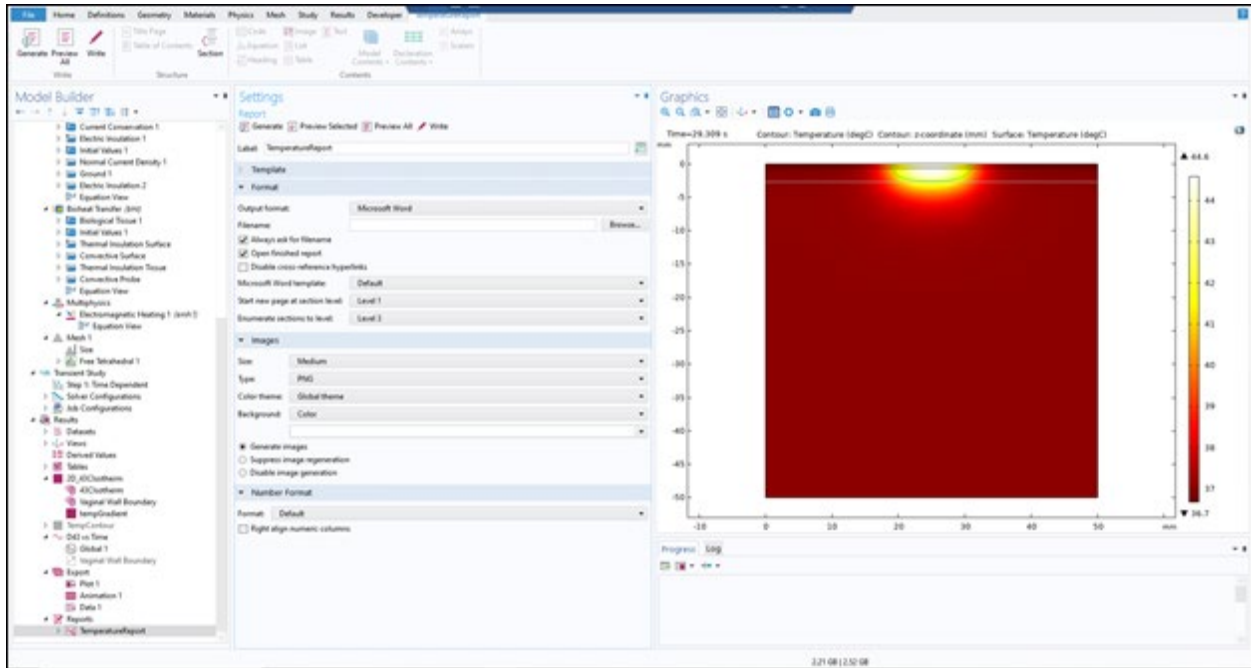 File Home Definitions Geometry Materials Physics Mesh Study Results Developer TemperatureReport
Generate Preview All Write
Title Page
Table of Contents
Section
Code Image Text
Equation List
Heading Table
Model Contents
Declaration Contents
Arrays
Scalars
Write Structure Contents
Model Builder
Current Conservation 1
Electric Insulation 1
Initial Values 1
Normal Current Density 1
Ground 1
Electric Insulation 2
Equation View
Bioheat Transfer (bmt)
Biological Tissue 1
Initial Values 1
Thermal Insulation Surface
Convective Surface
Thermal Insulation Tissue
Convective Probe
Equation View
Multiphysics
Electromagnetic Heating 1 (emh1)
Equation View
Mesh 1
Size
Free Tetrahedral 1
Transient Study
Step 1: Time Dependent
Solver Configurations
Job Configurations
Results
Datasets
Views
Derived Values
Tables
2D_43CIsotherm
43CIsotherm
Vaginal Wall Boundary
tempGradient
TempContour
D43 vs Time
Global 1
Vaginal Wall Boundary
Export
Plot 1
Animation 1
Data 1
Reports
TemperatureReport
Settings
Report
Generate Preview Selected Preview All Write
Label: TemperatureReport
Template
Format
Output format: Microsoft Word
Filename: Browse...
Always ask for filename
Open finished report
Disable cross-reference hyperlinks
Microsoft Word template: Default
Start new page at section level: Level 1
Enumerate sections to level: Level 3
Images
Size: Medium
Type: PNG
Color theme: Global theme
Background: Color
Generate images
Suppress image regeneration
Disable image generation
Number Format
Format: Default
Right align numeric columns
Graphics
Time=29.309 s Contour: Temperature (degC) Contour: z-coordinate (mm) Surface: Temperature (degC)
mm
0
-5
-10
-15
-20
-25
-30
-35
-40
-45
-50
-10 0 10 20 30 40 50 mm
▲ 44.6
44
43
42
41
40
39
38
37
▼ 36.7
Progress Log
2.21 GB | 2.52 GB